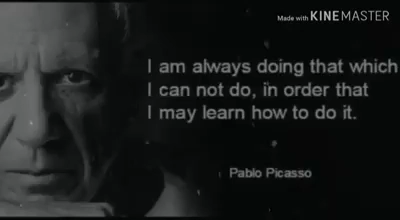 Made with KINEMASTER
I am always doing that which
I can not do, in order that
I may learn how to do it.
Pablo Picasso